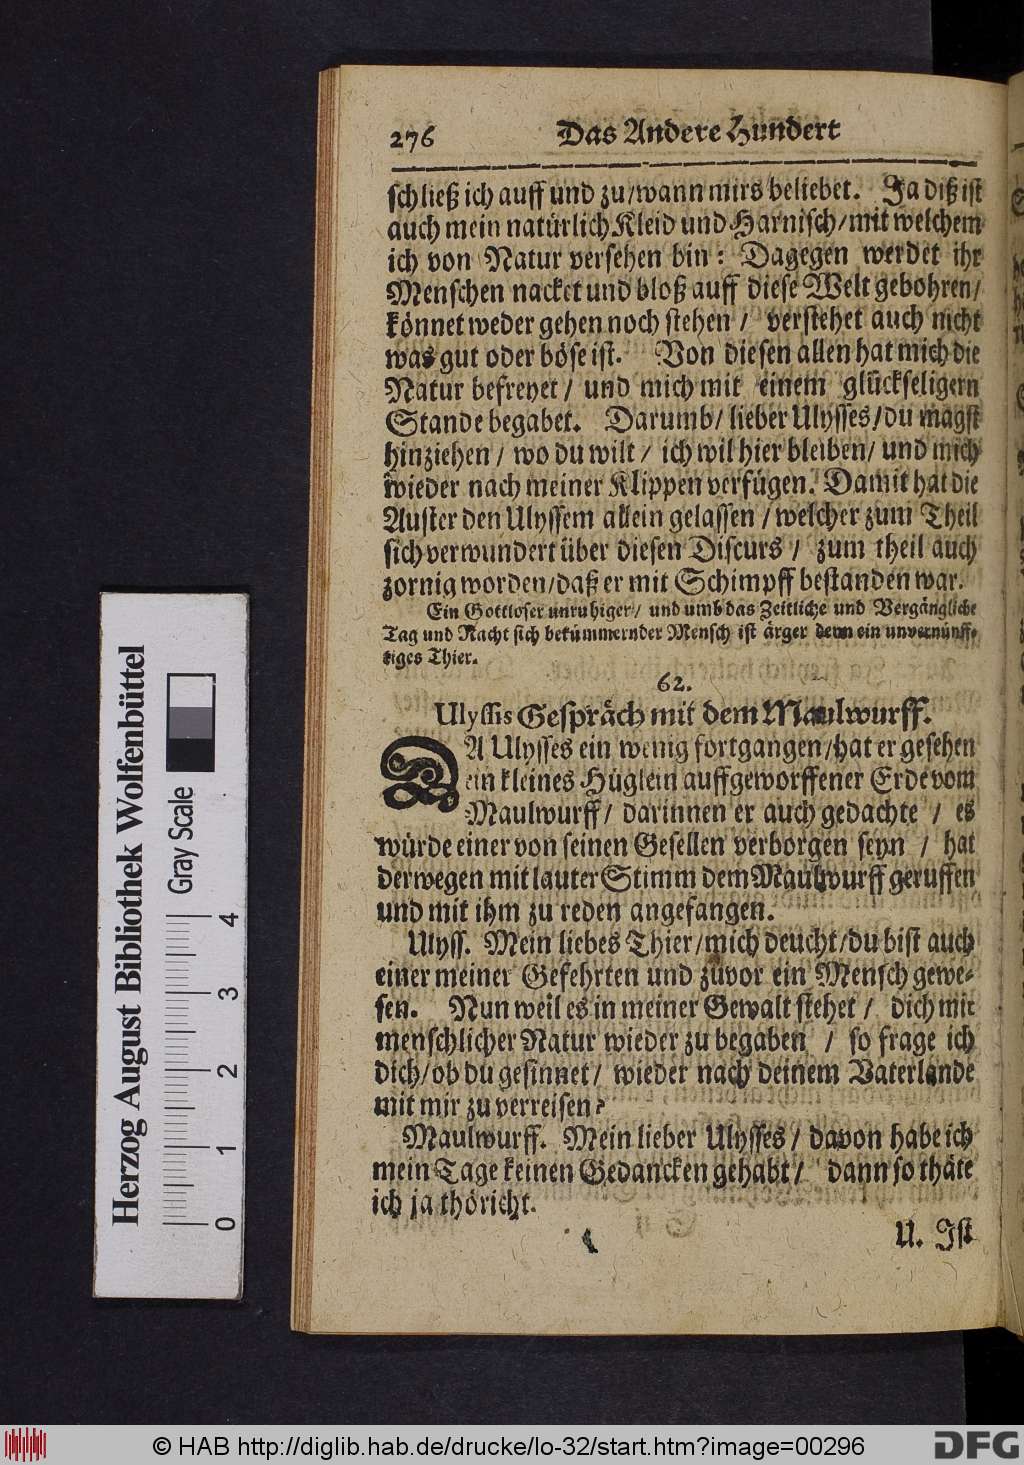 276 Das Andere Hundert
schließ ich auff und zu/wann mirs beliebet. Ja diß ist
auch mein natürlich Kleid und Harnisch/mit welchem
ich von Natur versehen bin: Dagegen werdet ihr
Menschen nacket und bloß auff diese Welt gebohren/
könnet weder gehen noch stehen / verstehet auch nicht
was gut oder böse ist. Von diesen allen hat mich die
Natur befreyet/ und mich mit einem glückseligern
Stande begabet. Darumb/ lieber Ulysses/du magst
hinziehen / wo du wilt / ich wil hier bleiben/ und mich
wieder nach meiner Klippen verfügen. Damit hat die
Auster den Ulyssem allein gelassen /welcher zum Theil
sich verwundert über diesen Discurs / zum theil auch
zornig worden/daß er mit Schimpff bestanden war.
Ein Gottloser unruhiger/ und umb das Zeitliche und Vergängliche
Tag und Nacht sich bekümmernder Mensch ist ärger denn ein unvernünff-
tiges Thier.
62.
Ulyssis Gespräch mit dem Maulwurff.
DA Ulysses ein wenig fortgangen/hat er gesehen
ein kleines Hüglein auffgeworffener Erde vom
Maulwurff/ darinnen er auch gedachte / es
würde einer von seinen Gesellen verborgen seyn / hat
derwegen mit lauter Stimm dem Maulwurff geruffen
und mit ihm zu reden angefangen.
Ulyss. Mein liebes Thier/mich deucht/du bist auch
einer meiner Gefehrten und zuvor ein Mensch gewe-
sen. Nun weil es in meiner Gewalt stehet / dich mit
menschlicher Natur wieder zu begaben / so frage ich
dich/ob du gesinnet/ wieder nach deinem Vaterlande
mit mir zu verreisen?
Maulwurff. Mein lieber Ulysses / davon habe ich
mein Tage keinen Gedancken gehabt/ dann so thäte
ich ja thöricht.
U. Ist
Herzog August Bibliothek Wolfenbüttel
Gray Scale
0 1 2 3 4
© HAB http://diglib.hab.de/drucke/lo-32/start.htm?image=00296
DFG